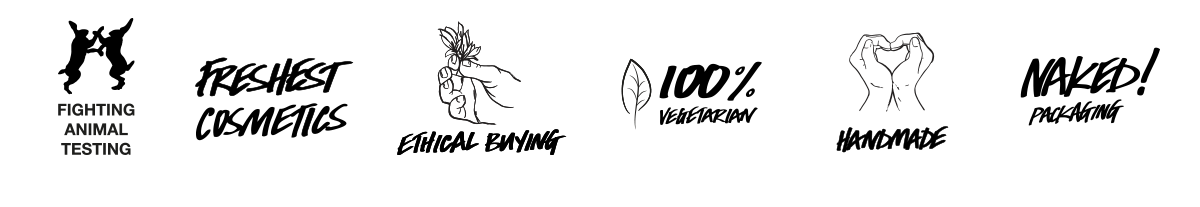 FIGHTING
ANIMAL
TESTING
FRESHEST
COSMETICS
ETHICAL BUYING
100%
VEGETARIAN
HANDMADE
NAKED!
PACKAGING